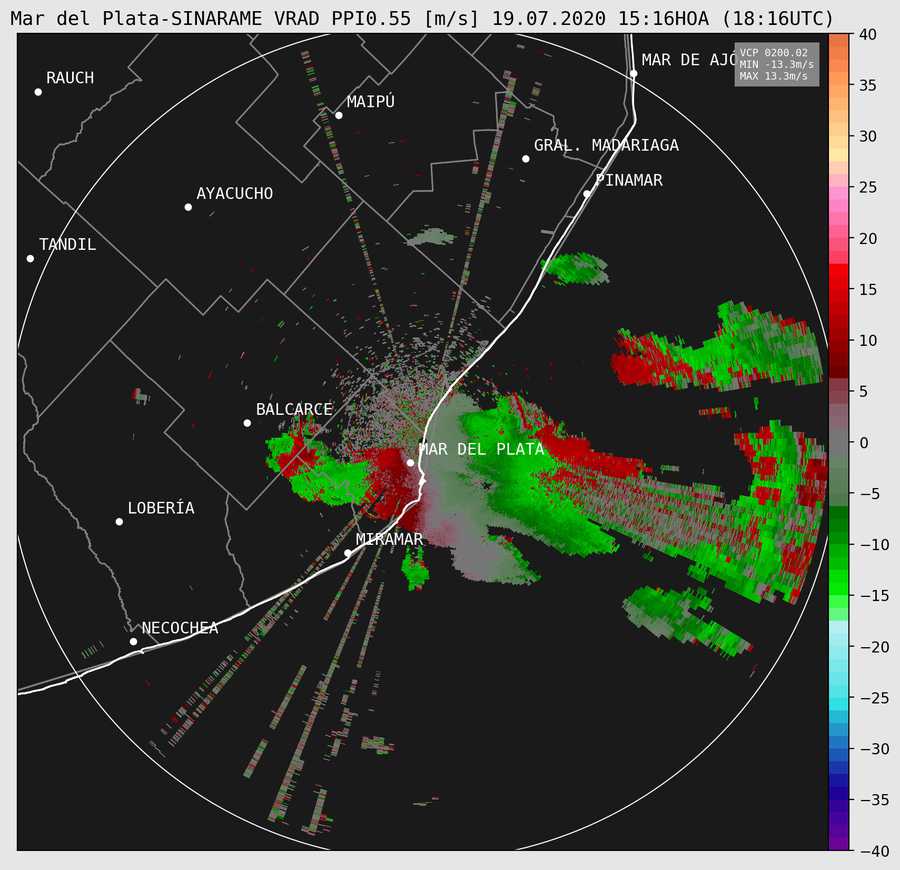 Mar del Plata-SINARAME VRAD PPI0.55 [m/s] 19.07.2020 15:16HOA (18:16UTC)
MAR DE AJO
VCP 0200.02
MIN -13.3m/s
MAX 13.3m/s
RAUCH
MAIPÚ
GRAL. MADARIAGA
PINAMAR
AYACUCHO
TANDIL
BALCARCE
MAR DEL PLATA
LOBERÍA
MIRAMAR
NECOCHEA
40
35
30
25
20
15
10
5
0
−5
−10
−15
−20
−25
−30
−35
−40